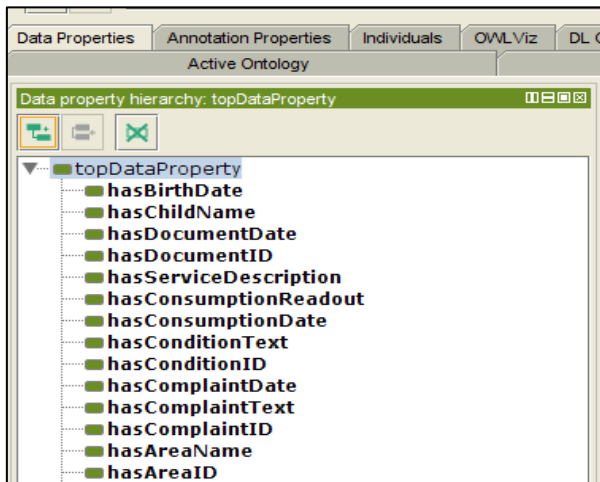 Data Properties Annotation Properties Individuals OWLViz DL
Active Ontology
Data property hierarchy: topDataProperty
topDataProperty
hasBirthDate
hasChildName
hasDocumentDate
hasDocumentID
hasServiceDescription
hasConsumptionReadout
hasConsumptionDate
hasConditionText
hasConditionID
hasComplaintDate
hasComplaintText
hasComplaintID
hasAreaName
hasAreaID